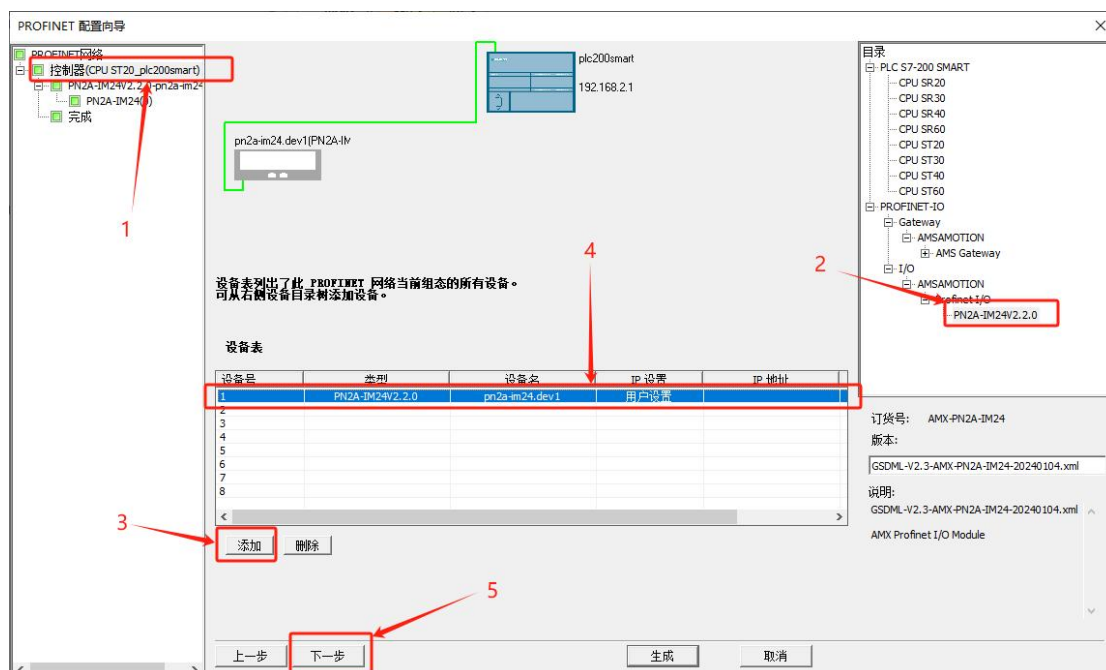 PROFINET 配置向导
PROFINET网络
控制器(CPU ST20_plc200smart)
PN2A-IM24V2.2.0-pn2a-im24
PN2A-IM24(0)
完成
1
plc200smart
192.168.2.1
pn2a-im24.dev1(PN2A-IM
4
设备表列出了此 PROFINET 网络当前组态的所有设备。
可从右侧设备目录树添加设备。
设备表
设备号 类型 设备名 IP 设置 IP 地址
1 PN2A-IM24V2.2.0 pn2a-im24.dev1 用户设置
2
3
4
5
6
7
8
3
添加 删除
5
上一步 下一步 生成 取消
目录
PLC S7-200 SMART
CPU SR20
CPU SR30
CPU SR40
CPU SR60
CPU ST20
CPU ST30
CPU ST40
CPU ST60
PROFINET-IO
Gateway
AMSAMOTION
AMS Gateway
I/O
AMSAMOTION
Profinet I/O
PN2A-IM24V2.2.0
2
订货号: AMX-PN2A-IM24
版本:
GSDML-V2.3-AMX-PN2A-IM24-20240104.xml
说明:
GSDML-V2.3-AMX-PN2A-IM24-20240104.xml
AMX Profinet I/O Module